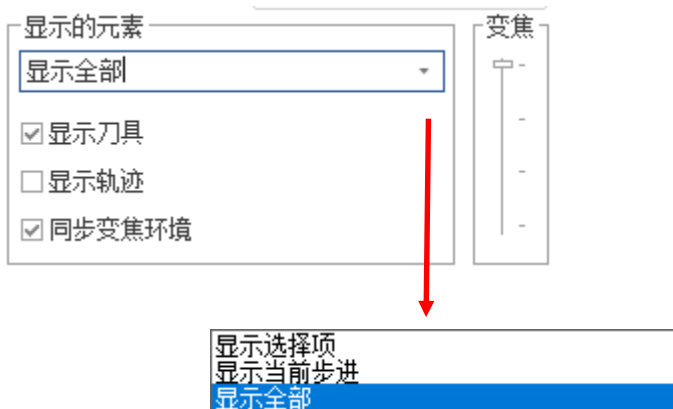 显示的元素
变焦
显示全部
显示刀具
显示轨迹
同步变焦环境
显示选择项
显示当前步进
显示全部